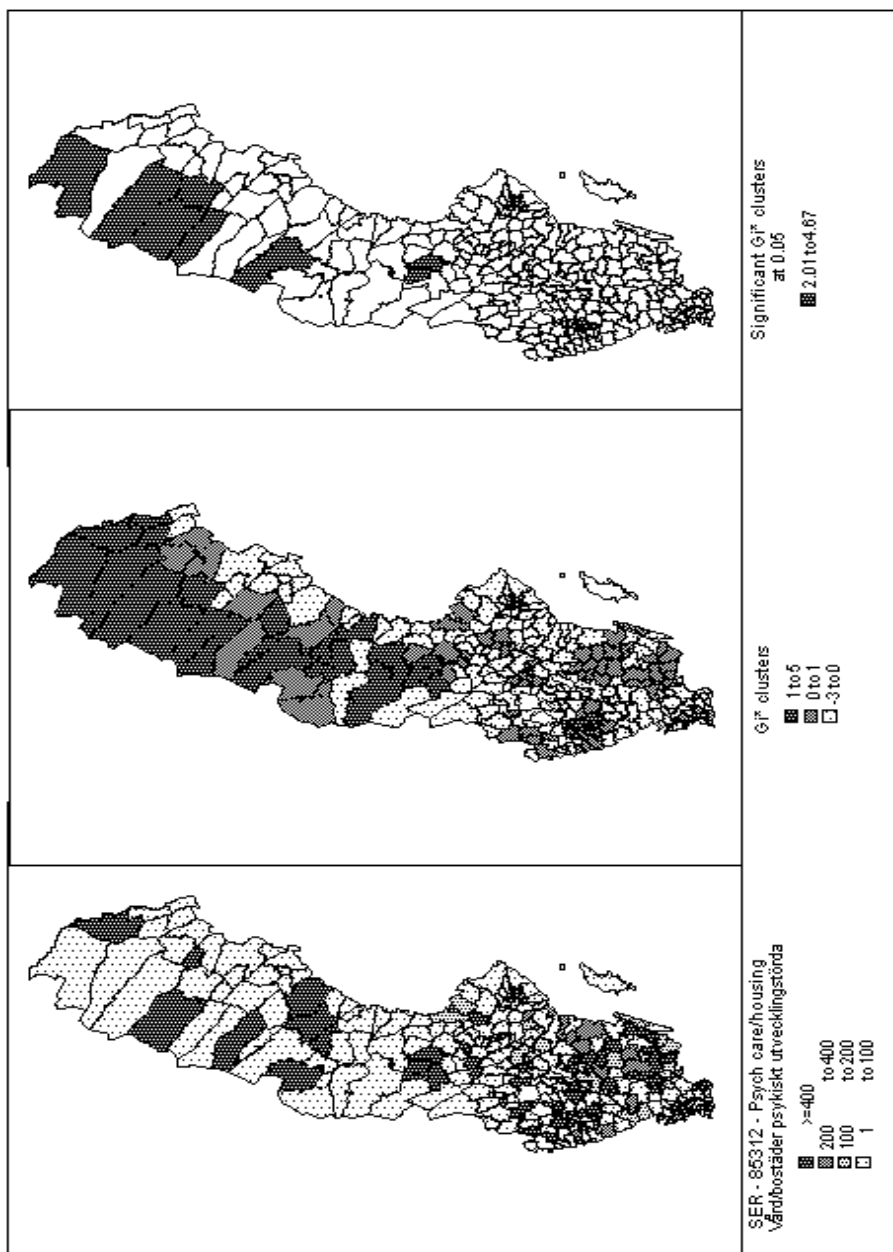 SER - 85312 - Psych care/housing
Vård/bostäder psykiskt utvecklingstörda
>=400
200 to 400
100 to 200
1 to 100
Gi* clusters
1 to 5
0 to 1
-3 to 0
Significant Gi* clusters
at 0.05
2.01 to 4.67